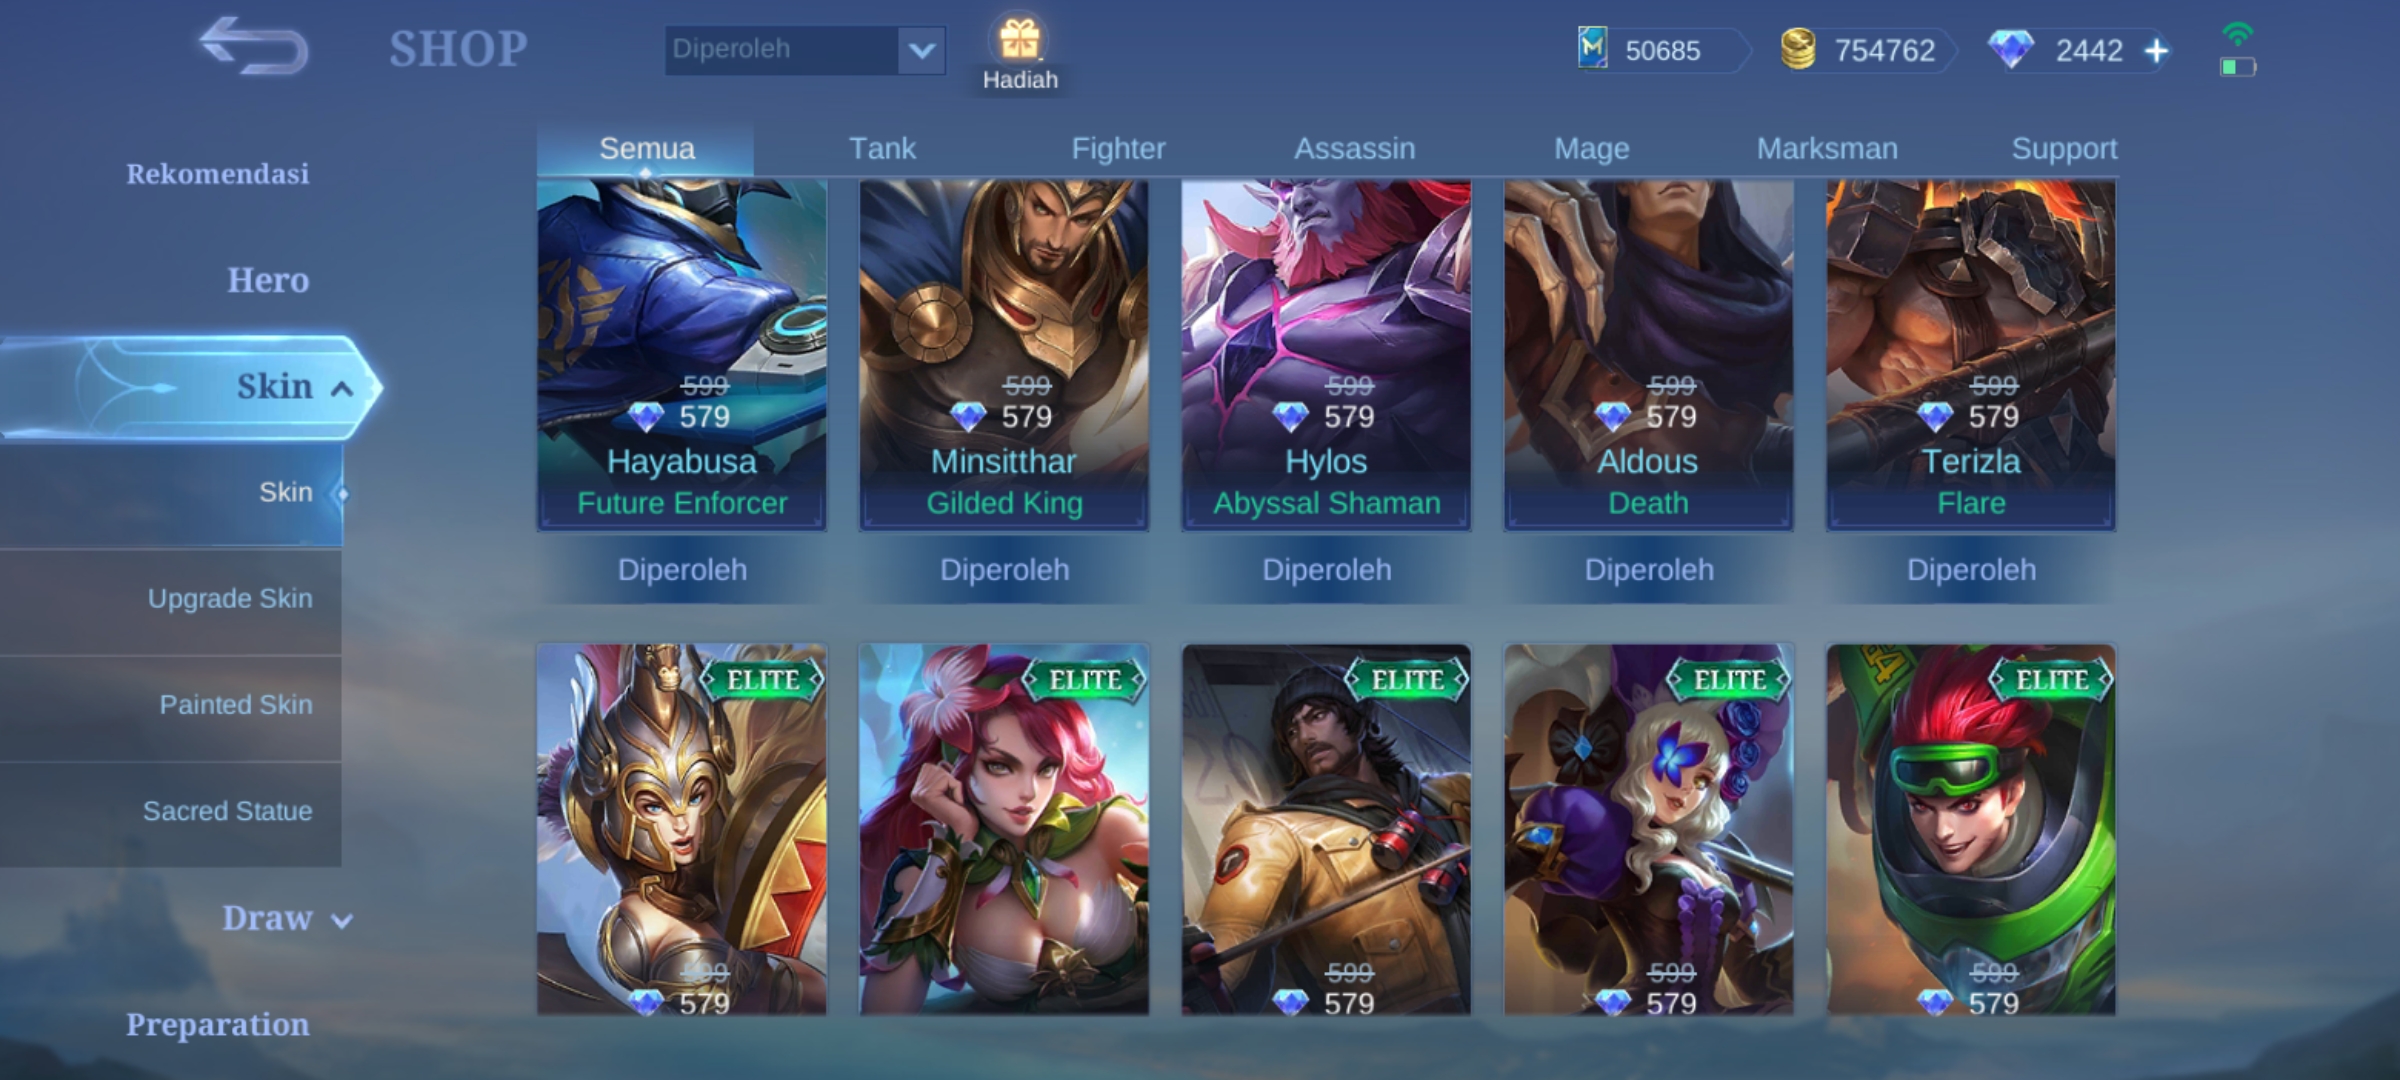 SHOP
Diperoleh
Hadiah
50685
754762
2442
Rekomendasi
Hero
Skin
Skin
Upgrade Skin
Painted Skin
Sacred Statue
Draw
Preparation
Semua Tank Fighter Assassin Mage Marksman Support
599 599 599 599 599
579 579 579 579 579
Hayabusa Minsitthar Hylos Aldous Terizla
Future Enforcer Gilded King Abyssal Shaman Death Flare
Diperoleh Diperoleh Diperoleh Diperoleh Diperoleh
ELITE ELITE ELITE ELITE ELITE
599 599 599 599
579 579 579 579